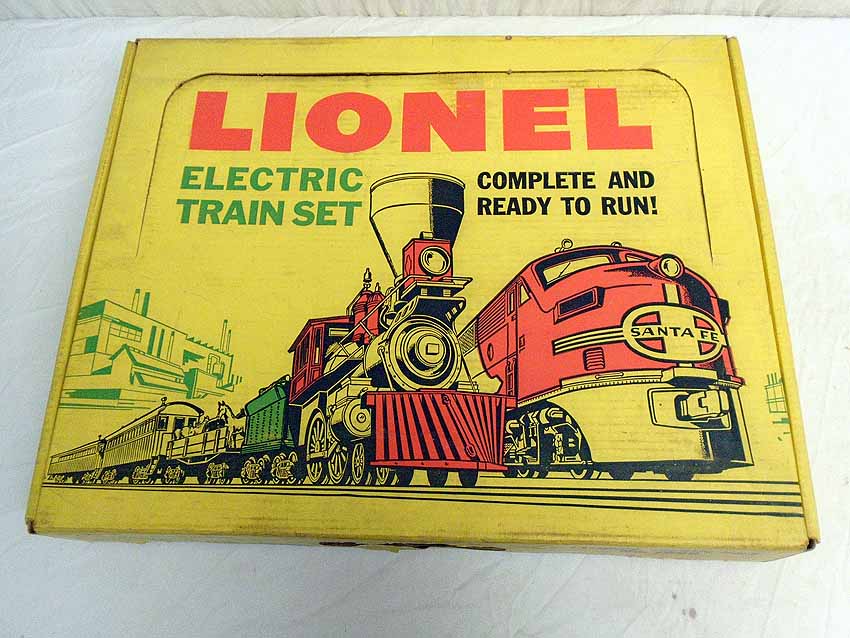 LIONEL
ELECTRIC
TRAIN SET
COMPLETE AND
READY TO RUN!
SANTA FE